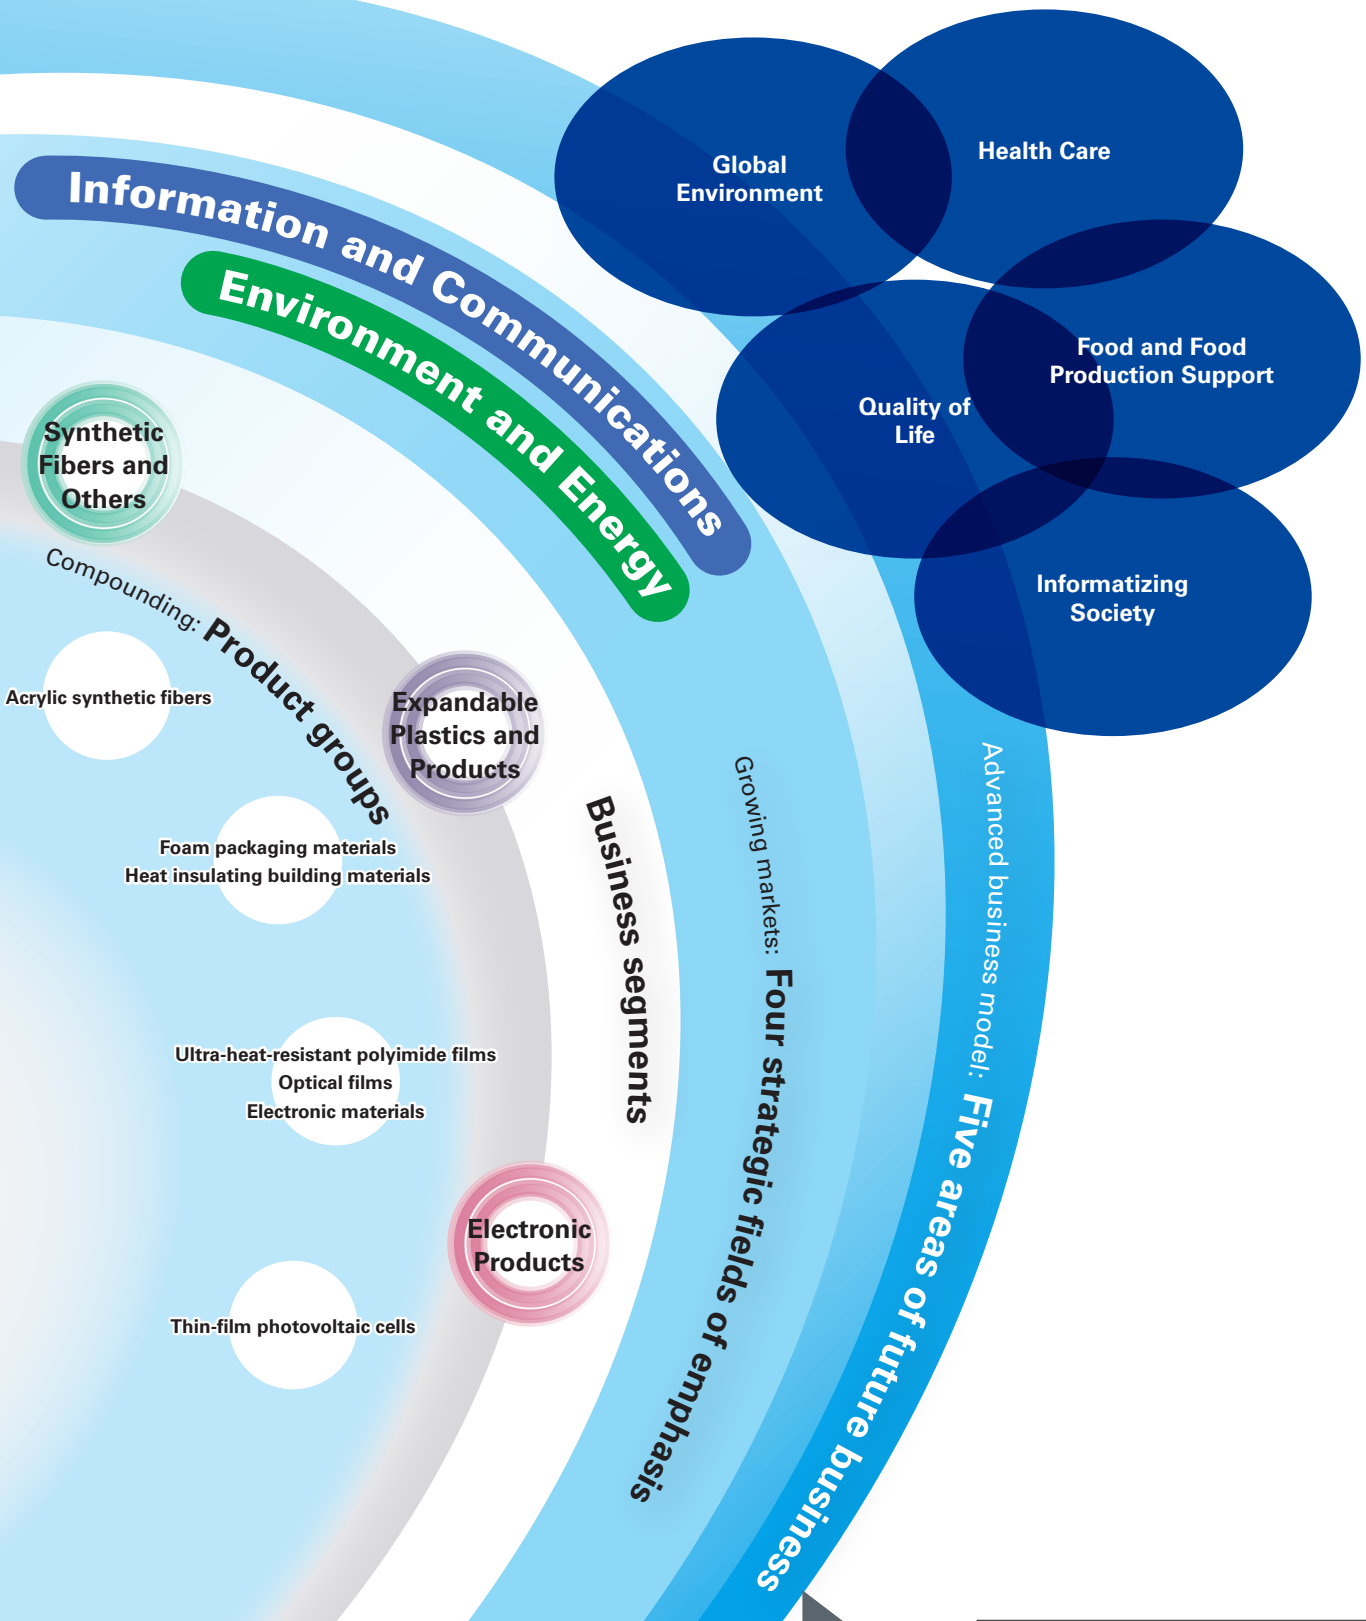 Global
Environment
Health Care
Food and Food
Production Support
Quality of
Life
Informatizing
Society
Information and Communications
Environment and Energy
Synthetic
Fibers and
Others
Compounding: Product groups
Acrylic synthetic fibers
Expandable
Plastics and
Products
Foam packaging materials
Heat insulating building materials
Business segments
Growing markets: Four strategic fields of emphasis
Advanced business model: Five areas of future business
Ultra-heat-resistant polyimide films
Optical films
Electronic materials
Electronic
Products
Thin-film photovoltaic cells